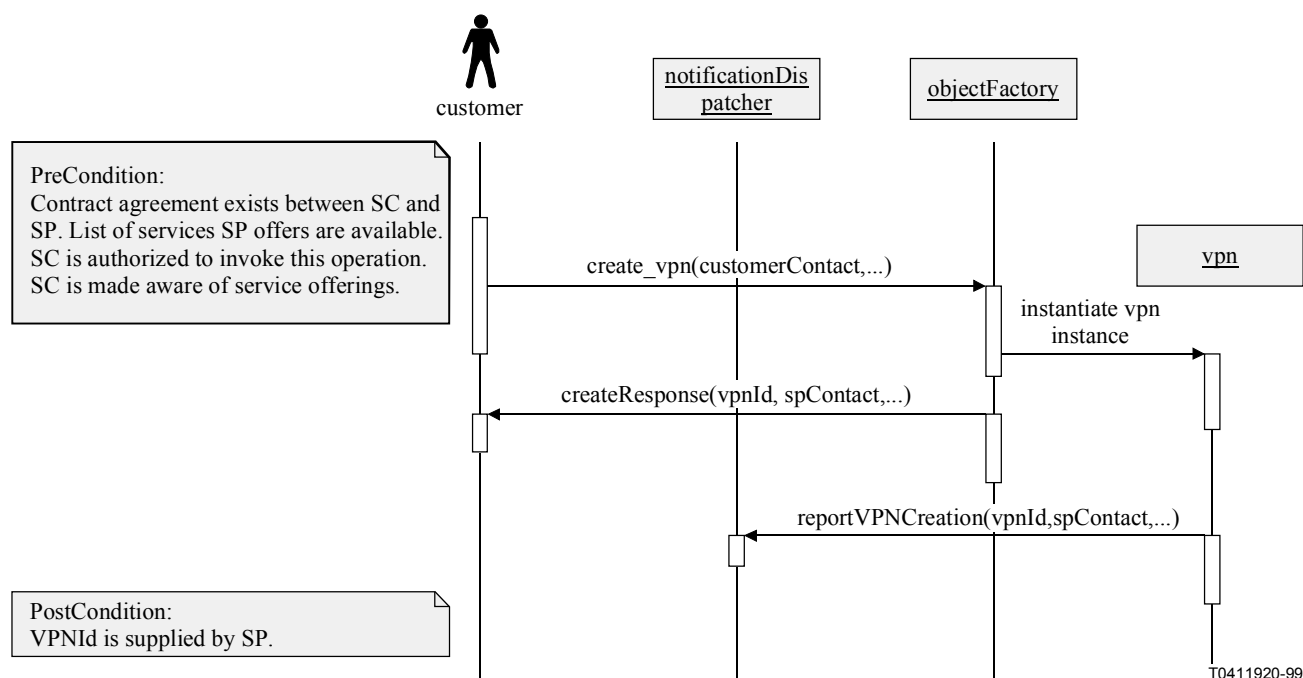 customer
notificationDis
patcher
objectFactory
PreCondition:
Contract agreement exists between SC and
SP. List of services SP offers are available.
SC is authorized to invoke this operation.
SC is made aware of service offerings.
vpn
create_vpn(customerContact,...)
instantiate vpn
instance
createResponse(vpnId, spContact,...)
reportVPNCreation(vpnId,spContact,...)
PostCondition:
VPNId is supplied by SP.
T0411920-99